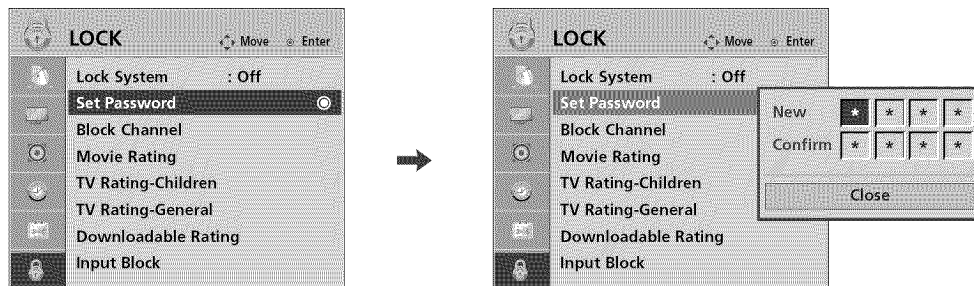 LOCK
Move
Enter
Lock System : Off
Set Password
Block Channel
Movie Rating
TV Rating-Children
TV Rating-General
Downloadable Rating
Input Block
LOCK
Move
Enter
Lock System : Off
Set Password
Block Channel
Movie Rating
TV Rating-Children
TV Rating-General
Downloadable Rating
Input Block
New * * * *
Confirm * * * *
Close